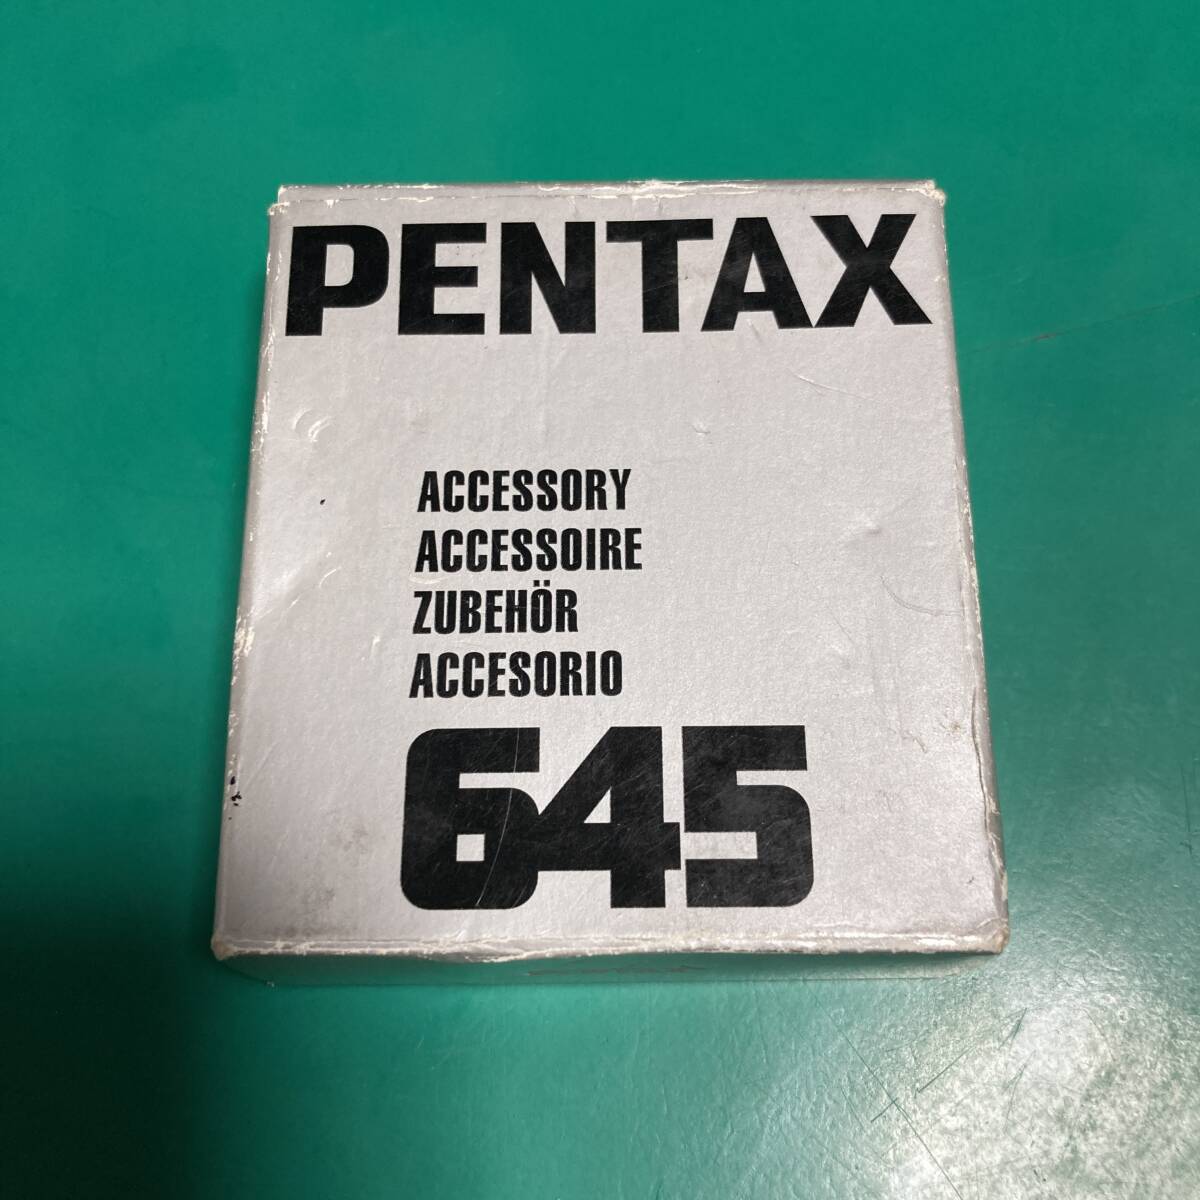 PENTAX
ACCESSORY
ACCESSOIRE
ZUBEHÖR
ACCESORIO
645